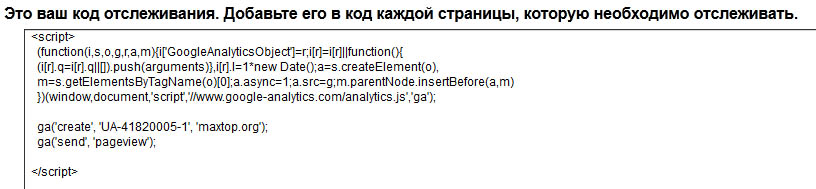 Это ваш код отслеживания. Добавьте его в код каждой страницы, которую необходимо отслеживать.
<script>
(function(i,s,o,g,r,a,m){i['GoogleAnalyticsObject']=r;i[r]=i[r]||function(){
(i[r].q=i[r].q||[]).push(arguments)},i[r].l=1*new Date();a=s.createElement(o),
m=s.getElementsByTagName(o)[0];a.async=1;a.src=g;m.parentNode.insertBefore(a,m)
})(window,document,'script','//www.google-analytics.com/analytics.js','ga');
ga('create', 'UA-41820005-1', 'maxtop.org');
ga('send', 'pageview');
</script>